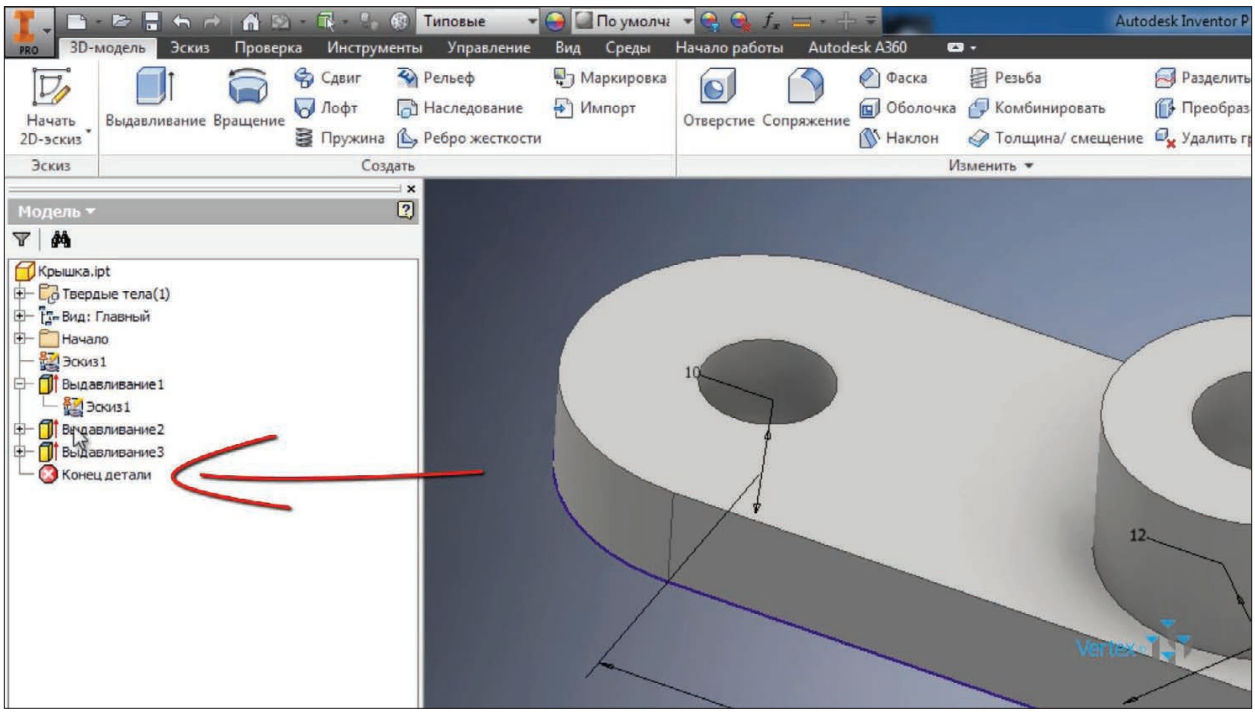 Типовые По умолч f x Autodesk Inventor P
PRO 3D-модель Эскиз Проверка Инструменты Управление Вид Среды Начало работы Autodesk A360
Начать
2D-эскиз
Выдавливание Вращение
Сдвиг Рельеф Маркировка
Лофт Наследование Импорт
Пружина Ребро жесткости
Отверстие Сопряжение
Фаска Резьба Разделить
Оболочка Комбинировать Преобраз
Наклон Толщина/ смещение Удалить г
Эскиз Создать Изменить
Модель
Крышка.ipt
Твердые тела(1)
Вид: Главный
Начало
Эскиз1
Выдавливание1
Эскиз1
Выдавливание2
Выдавливание3
Конец детали
10
12
Vertex